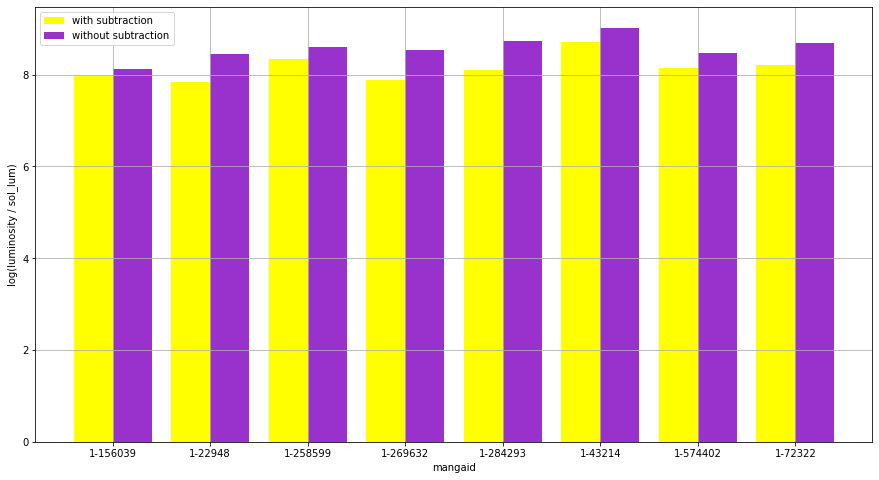 with subtraction
without subtraction
log(luminosity / sol_lum)
8
6
4
2
0
1-156039 1-22948 1-258599 1-269632 1-284293 1-43214 1-574402 1-72322
mangaid